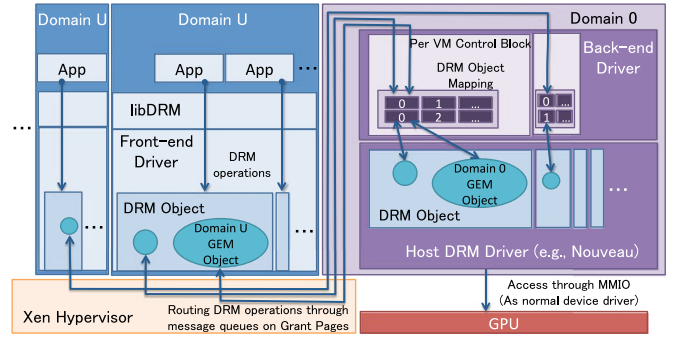 Domain U
Domain U
Domain 0
Per VM Control Block
Back-end
Driver
DRM Object
Mapping
App
App
App
...
0
1
...
0
2
...
0
...
1
...
libDRM
...
Front-end
Driver
DRM
operations
Domain 0
GEM
Object
...
DRM Object
DRM Object
Domain U
GEM
Object
...
...
Host DRM Driver (e.g., Nouveau)
Xen Hypervisor
Routing DRM operations through
message queues on Grant Pages
Access through MMIO
(As normal device driver)
GPU